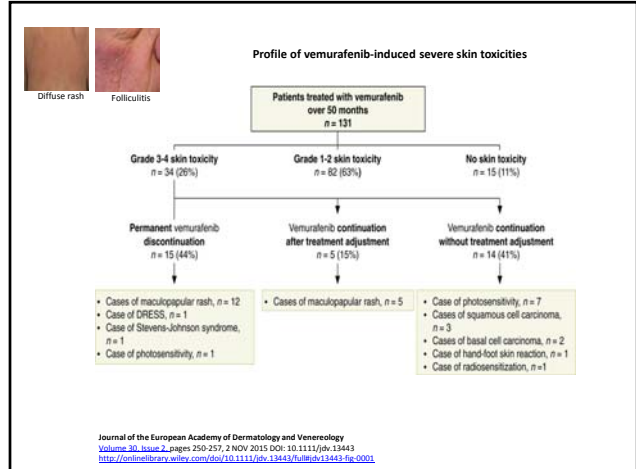 Profile of vemurafenib-induced severe skin toxicities
Diffuse rash
Folliculitis
Patients treated with vemurafenib
over 50 months
n = 131
Grade 3-4 skin toxicity
n = 34 (26%)
Grade 1-2 skin toxicity
n = 82 (63%)
No skin toxicity
n = 15 (11%)
Permanent vemurafenib
discontinuation
n = 15 (44%)
Vemurafenib continuation
after treatment adjustment
n = 5 (15%)
Vemurafenib continuation
without treatment adjustment
n = 14 (41%)
• Cases of maculopapular rash, n = 12
• Case of DRESS, n = 1
• Case of Stevens-Johnson syndrome,
n = 1
• Case of photosensitivity, n = 1
• Cases of maculopapular rash, n = 5
• Case of photosensitivity, n = 7
• Cases of squamous cell carcinoma,
n = 3
• Cases of basal cell carcinoma, n = 2
• Case of hand-foot skin reaction, n = 1
• Case of radiosensitization, n =1
Journal of the European Academy of Dermatology and Venereology
Volume 30, Issue 2, pages 250-257, 2 NOV 2015 DOI: 10.1111/jdv.13443
http://onlinelibrary.wiley.com/doi/10.1111/jdv.13443/full#jdv13443-fig-0001